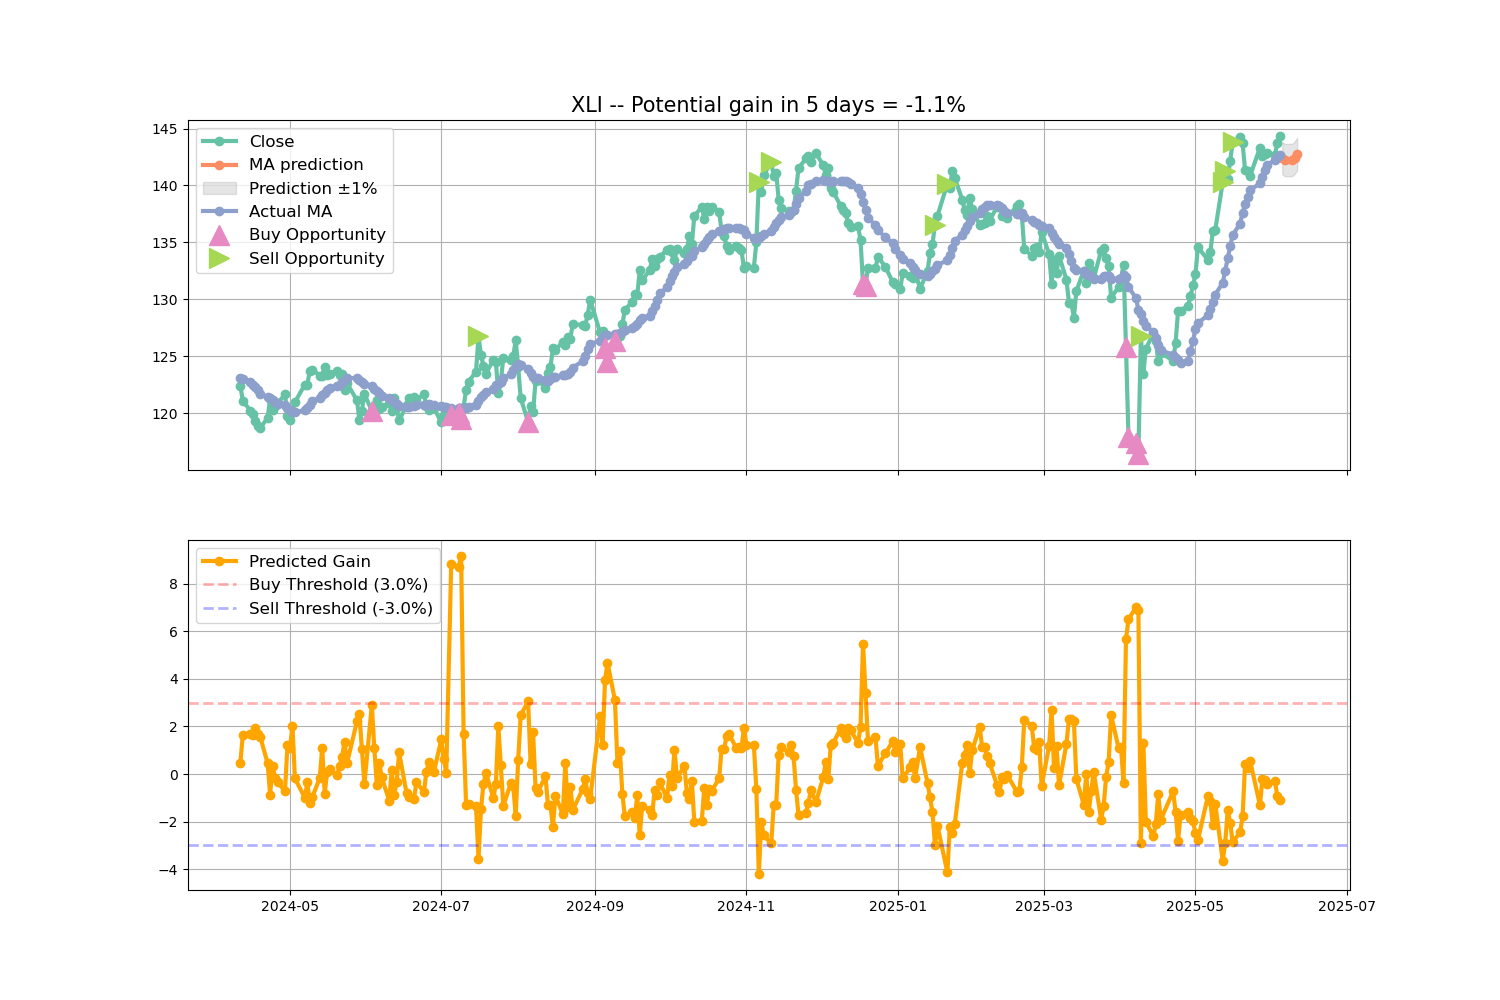 XLI -- Potential gain in 5 days = -1.1%
145
140
135
130
125
120
Close
MA prediction
Prediction ±1%
Actual MA
Buy Opportunity
Sell Opportunity
8
6
4
2
0
−2
−4
Predicted Gain
Buy Threshold (3.0%)
Sell Threshold (-3.0%)
2024-05
2024-07
2024-09
2024-11
2025-01
2025-03
2025-05
2025-07